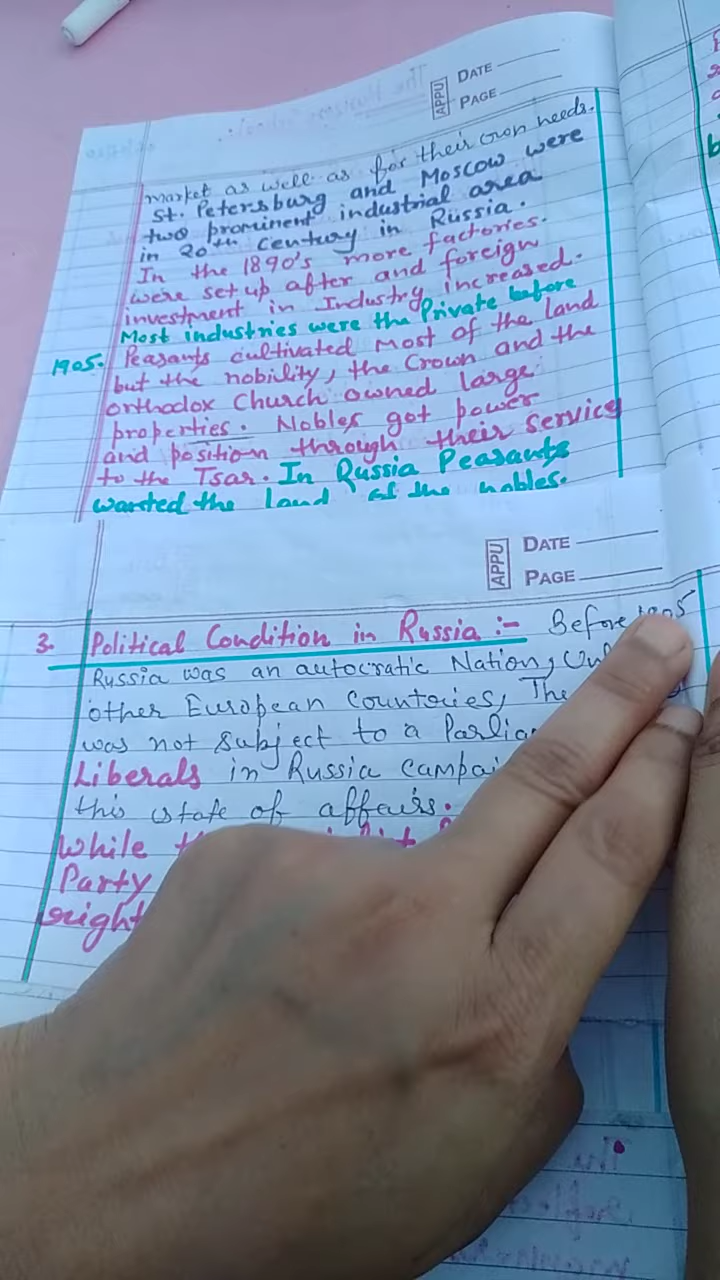 APPU DATE
PAGE
market as well as for their own needs.
St. Petersburg and Moscow were
two prominent industrial area
in 20th Century in Russia.
In the 1890's more factories.
were set up after and foreign
investment in Industry increased.
Most industries were the Private before
1905. Peasants cultivated most of the land
but the nobility, the Crown and the
orthodox Church owned large
properties. Nobles got power
and position through their service
to the Tsar. In Russia Peasants
wanted the land of the nobles.
APPU DATE
PAGE
3. Political Condition in Russia :- Before 1905
Russia was an autocratic Nation,
other European Countries, The
was not subject to a
Liberals in Russia
this state of affairs.
While
Party
right